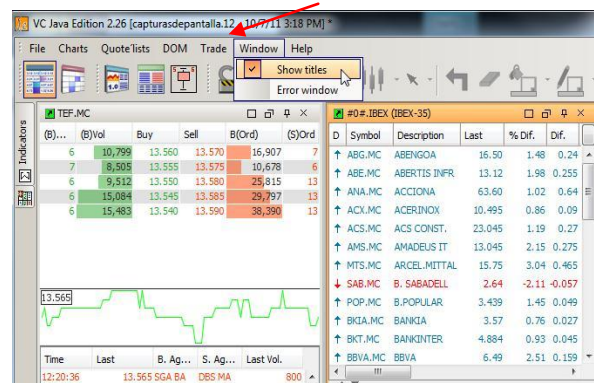 VC Java Edition 2.26 [capturasdepantalla.12 - 10/7/11 3:18 PM] *
File Charts Quote lists DOM Trade Window Help
Show titles
Error window
Indicators
TEF.MC
(B)... (B)Vol Buy Sell B(Ord) (S)Ord
6 10,799 13.560 13.570 16,907 7
7 8,505 13.555 13.575 10,678 6
6 9,512 13.550 13.580 25,815 13
6 15,084 13.545 13.585 29,797 13
6 15,483 13.540 13.590 38,390 13
13.565
Time Last B. Ag... S. Ag... Last Vol.
12:20:36 13.565 SGA BA DBS MA 800
#0#.IBEX (IBEX-35)
D Symbol Description Last % Dif. Dif.
ABG.MC ABENGOA 16.50 1.48 0.24
ABE.MC ABERTIS INFR 13.12 1.98 0.255
ANA.MC ACCIONA 63.60 1.02 0.64
ACX.MC ACERINOX 10.495 0.86 0.09
ACS.MC ACS CONST. 23.045 1.19 0.27
AMS.MC AMADEUS IT 13.045 2.15 0.275
MTS.MC ARCEL.MITTAL 15.75 3.04 0.465
SAB.MC B. SABADELL 2.64 -2.11 -0.057
POP.MC B.POPULAR 3.439 1.45 0.049
BKIA.MC BANKIA 3.57 0.76 0.027
BKT.MC BANKINTER 4.884 0.93 0.045
BBVA.MC BBVA 6.49 2.51 0.159